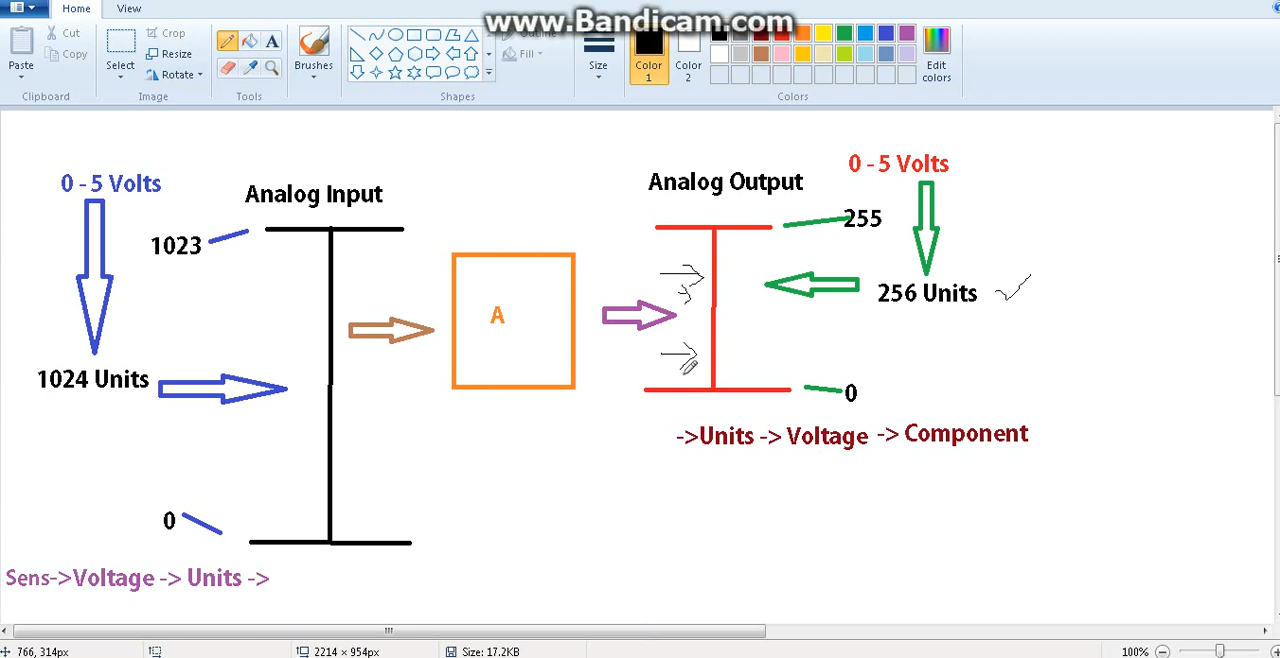 Home View
www.Bandicam.com
Cut
Copy
Paste
Select
Crop
Resize
Rotate
A
Brushes
Outline
Fill
Size
Color 1
Color 2
Edit colors
Clipboard
Image
Tools
Shapes
Colors
0 - 5 Volts
Analog Input
Analog Output
0 - 5 Volts
1023
255
A
256 Units
1024 Units
0
->Units -> Voltage -> Component
0
Sens->Voltage -> Units ->
766, 314px
2214 × 954px
Size: 17.2KB
100%